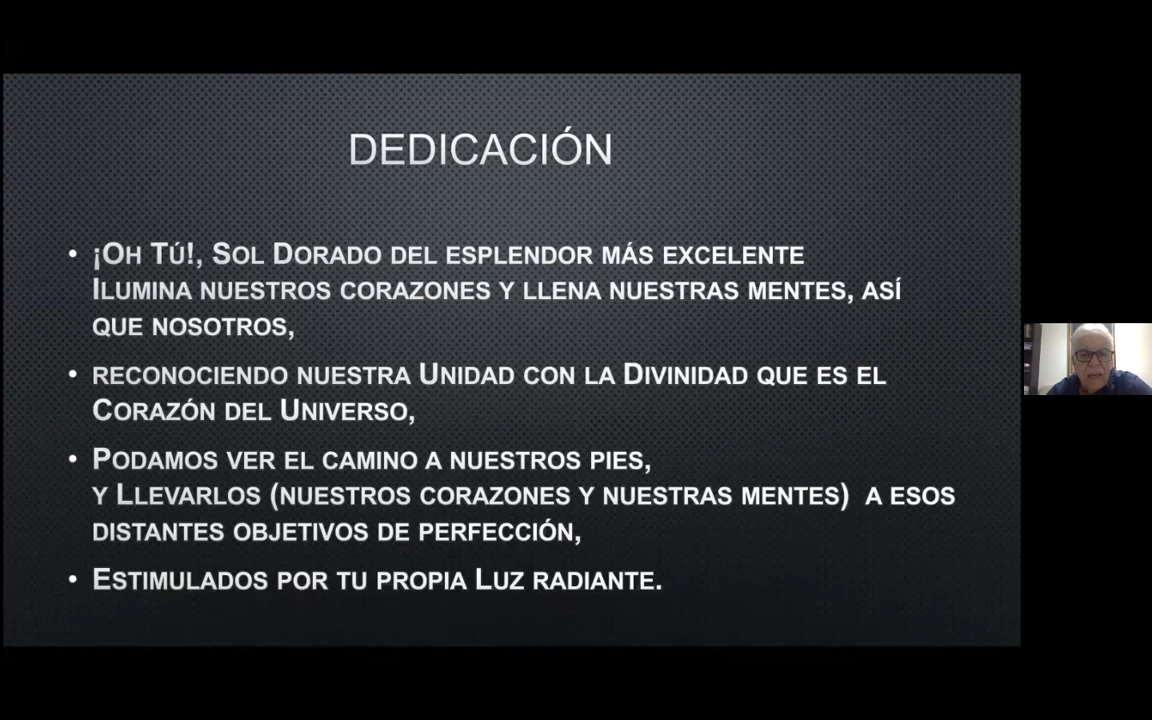 DEDICACIÓN
• ¡Oh Tú!, Sol Dorado del esplendor más excelente
Ilumina nuestros corazones y llena nuestras mentes, así
que nosotros,
• reconociendo nuestra Unidad con la Divinidad que es el
Corazón del Universo,
• Podamos ver el camino a nuestros pies,
y Llevarlos (nuestros corazones y nuestras mentes) a esos
distantes objetivos de perfección,
• Estimulados por tu propia Luz radiante.